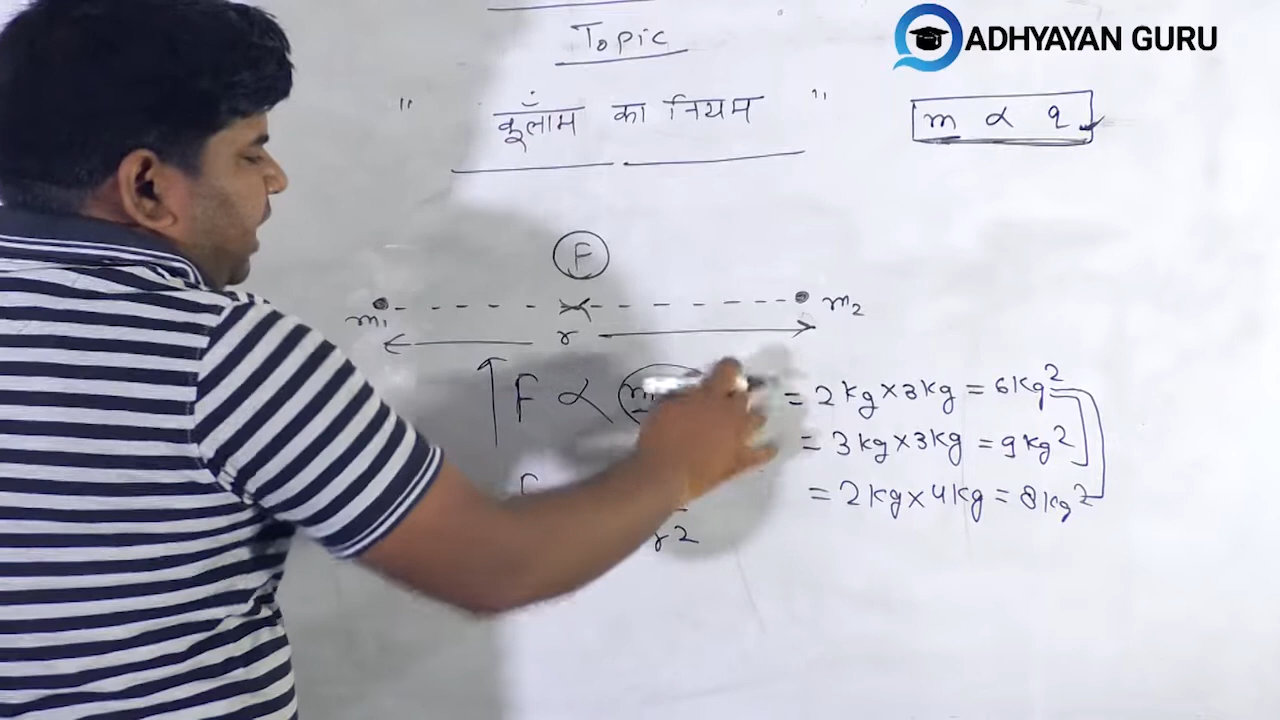 ADHYAYAN GURU
Topic
" कूलॉम का नियम "
m α q
F
m₁ m₂
r
F α = 2kg×3kg = 6kg²
= 3kg×3kg = 9kg²
= 2kg×4kg = 8kg²
r2